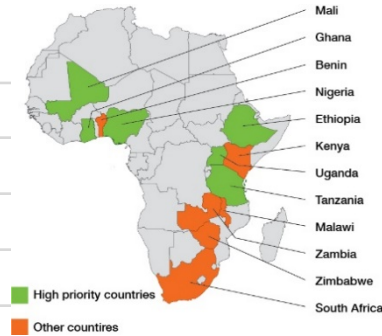 Mali
Ghana
Benin
Nigeria
Ethiopia
Kenya
Uganda
Tanzania
Malawi
Zambia
Zimbabwe
South Africa
High priority countries
Other countires